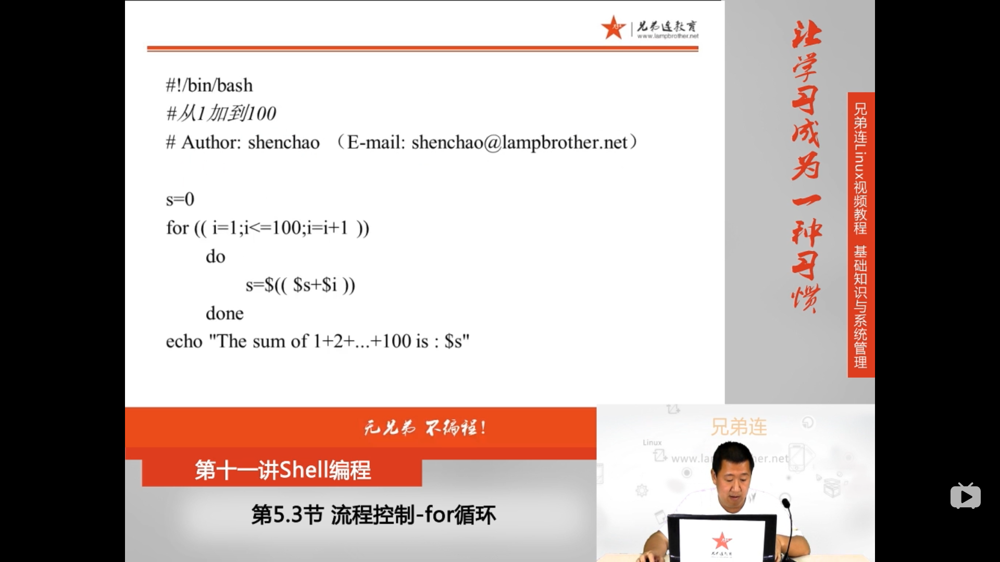 兄弟连教育
www.lampbrother.net
#!/bin/bash
#从1加到100
# Author: shenchao （E-mail: shenchao@lampbrother.net）
s=0
for (( i=1;i<=100;i=i+1 ))
do
s=$(( $s+$i ))
done
echo "The sum of 1+2+...+100 is : $s"
让学习成为一种习惯
兄弟连Linux视频教程 基础知识与系统管理
无兄弟 不编程!
第十一讲Shell编程
第5.3节 流程控制-for循环
兄弟连
Linux